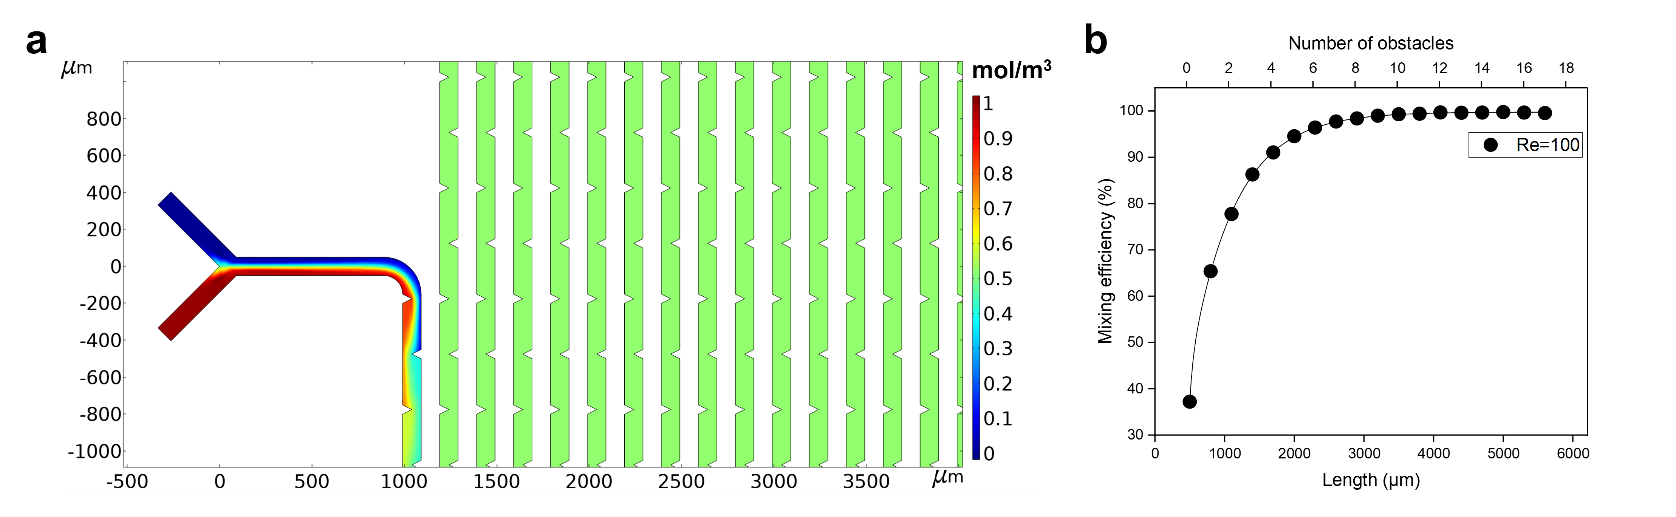 a
μm
mol/m³
800
600
400
200
0
-200
-400
-600
-800
-1000
-500 0 500 1000 1500 2000 2500 3000 3500 μm
1
0.9
0.8
0.7
0.6
0.5
0.4
0.3
0.2
0.1
0
b
Number of obstacles
0 2 4 6 8 10 12 14 16 18
100
90
80
70
60
50
40
30
Mixing efficiency (%)
Re=100
0 1000 2000 3000 4000 5000 6000
Length (μm)